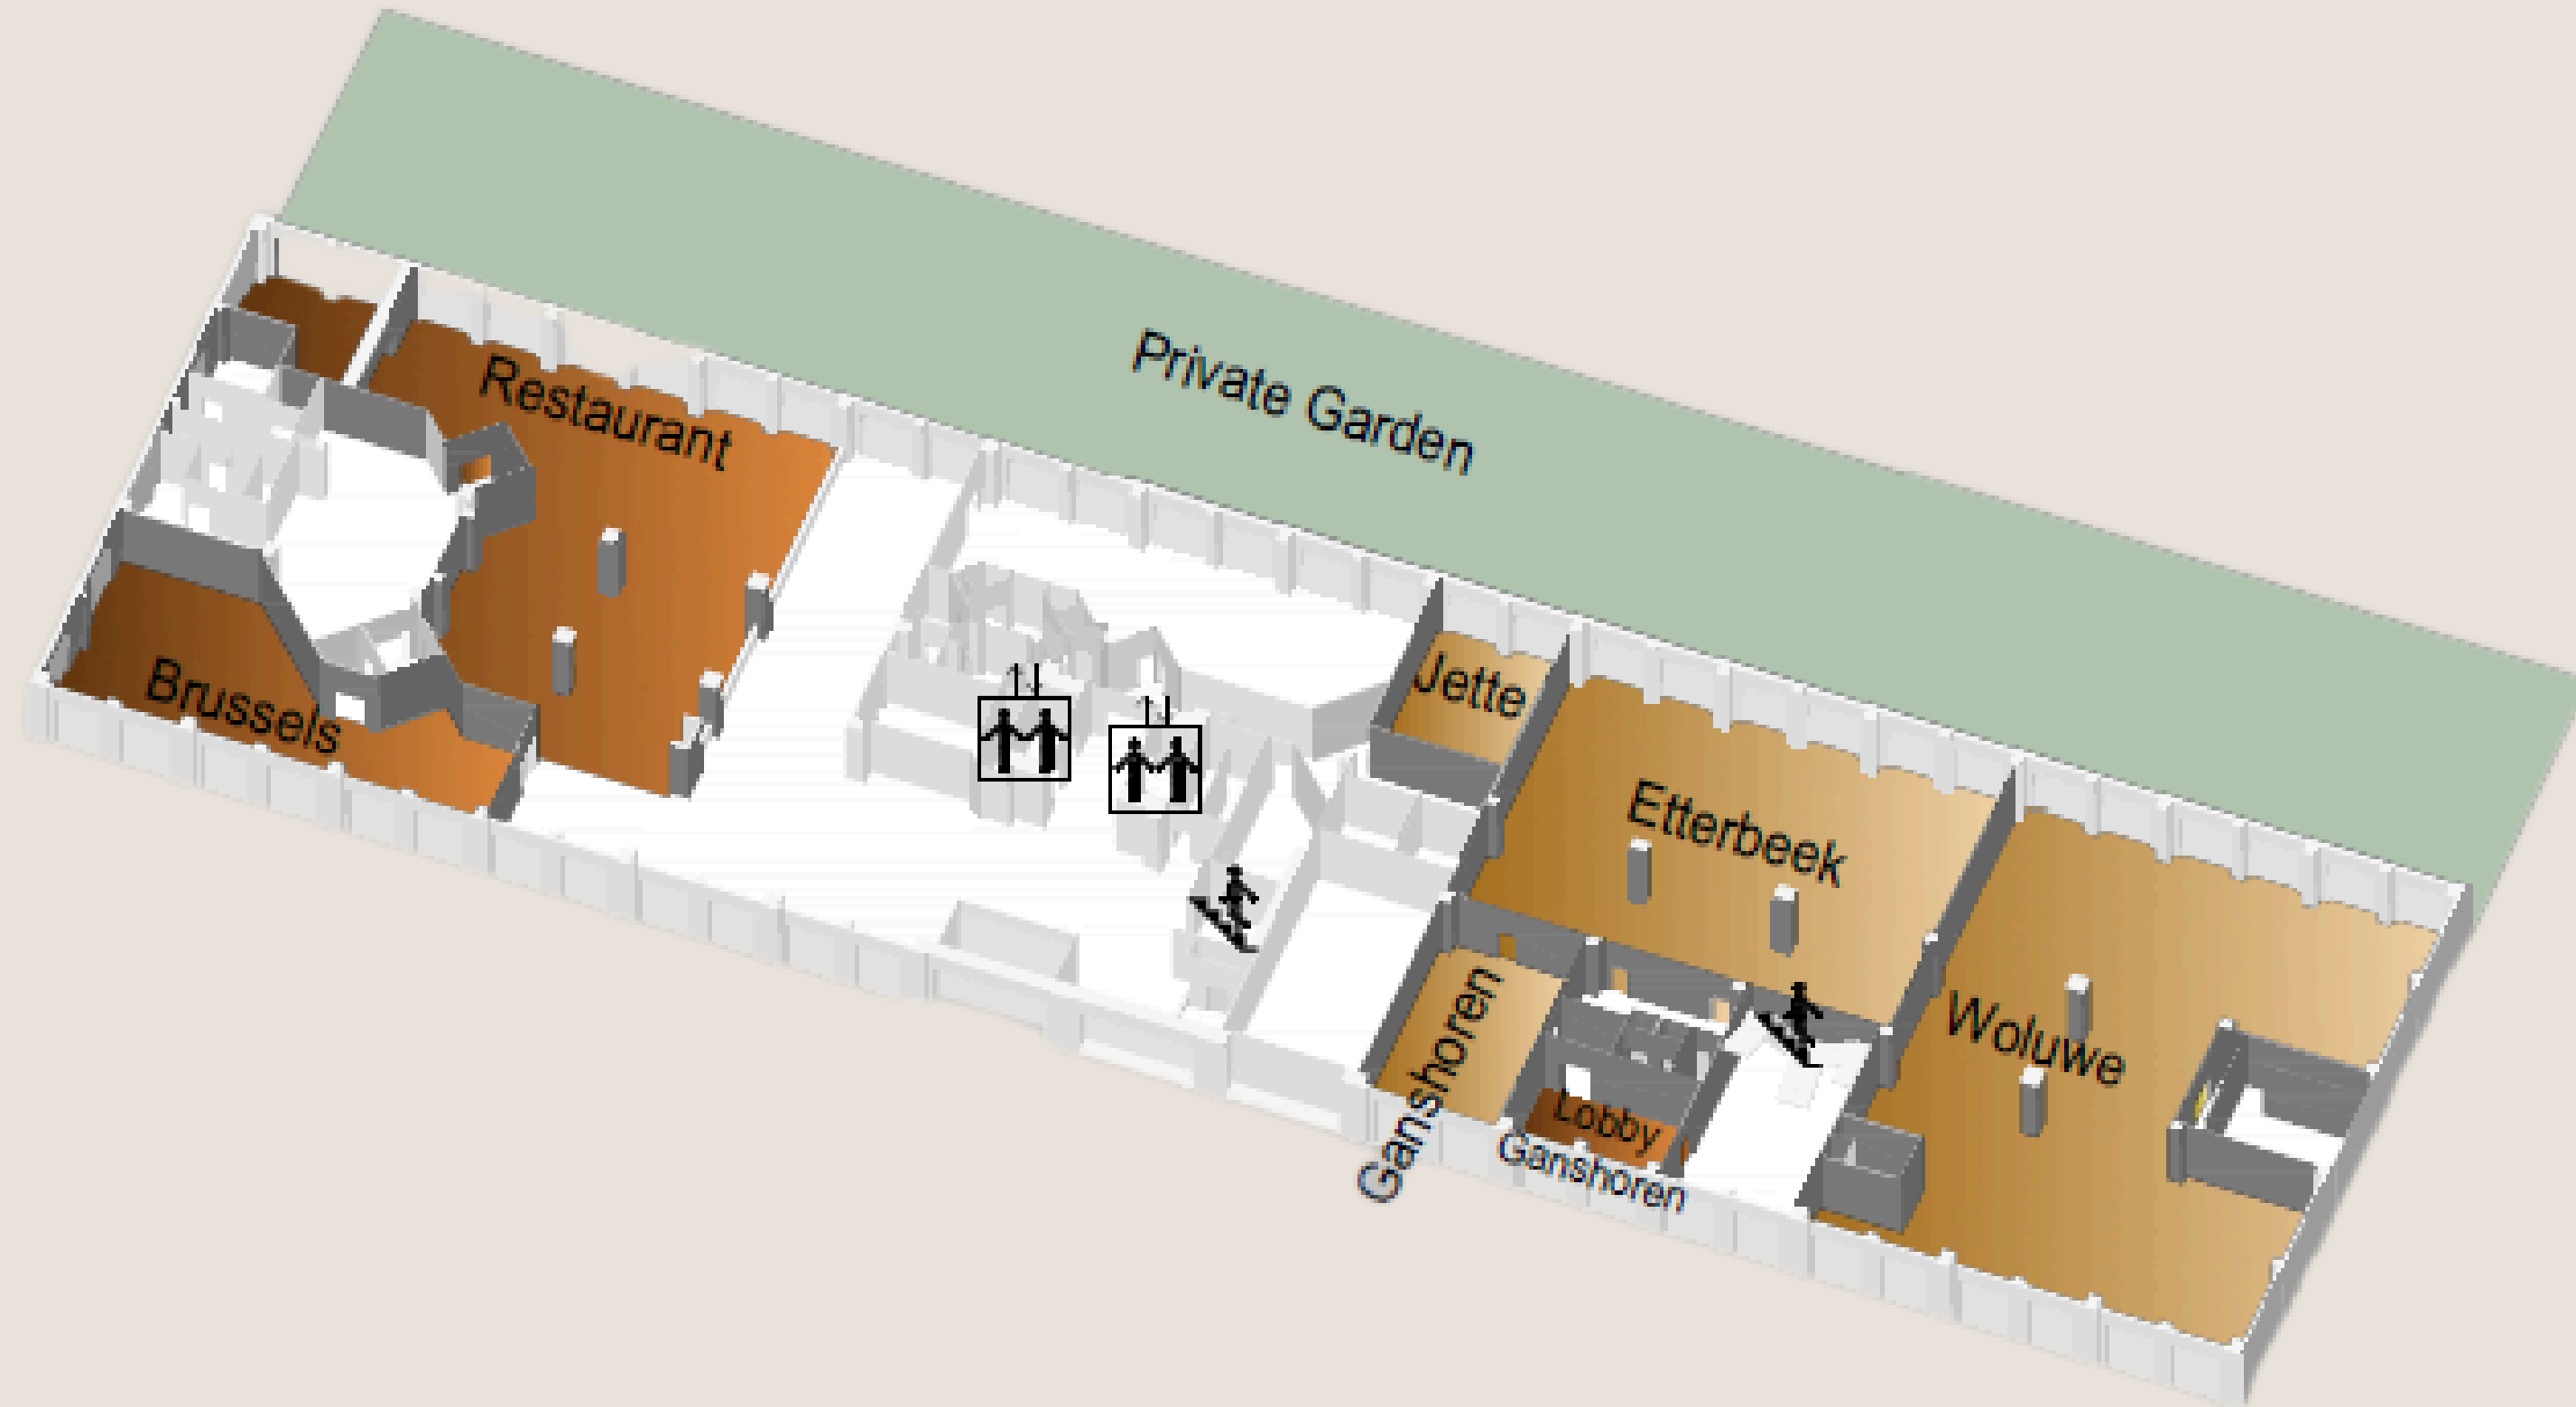 Private Garden
Restaurant
Brussels
Jette
Etterbeek
Woluwe
Ganshoren
Lobby
Ganshoren